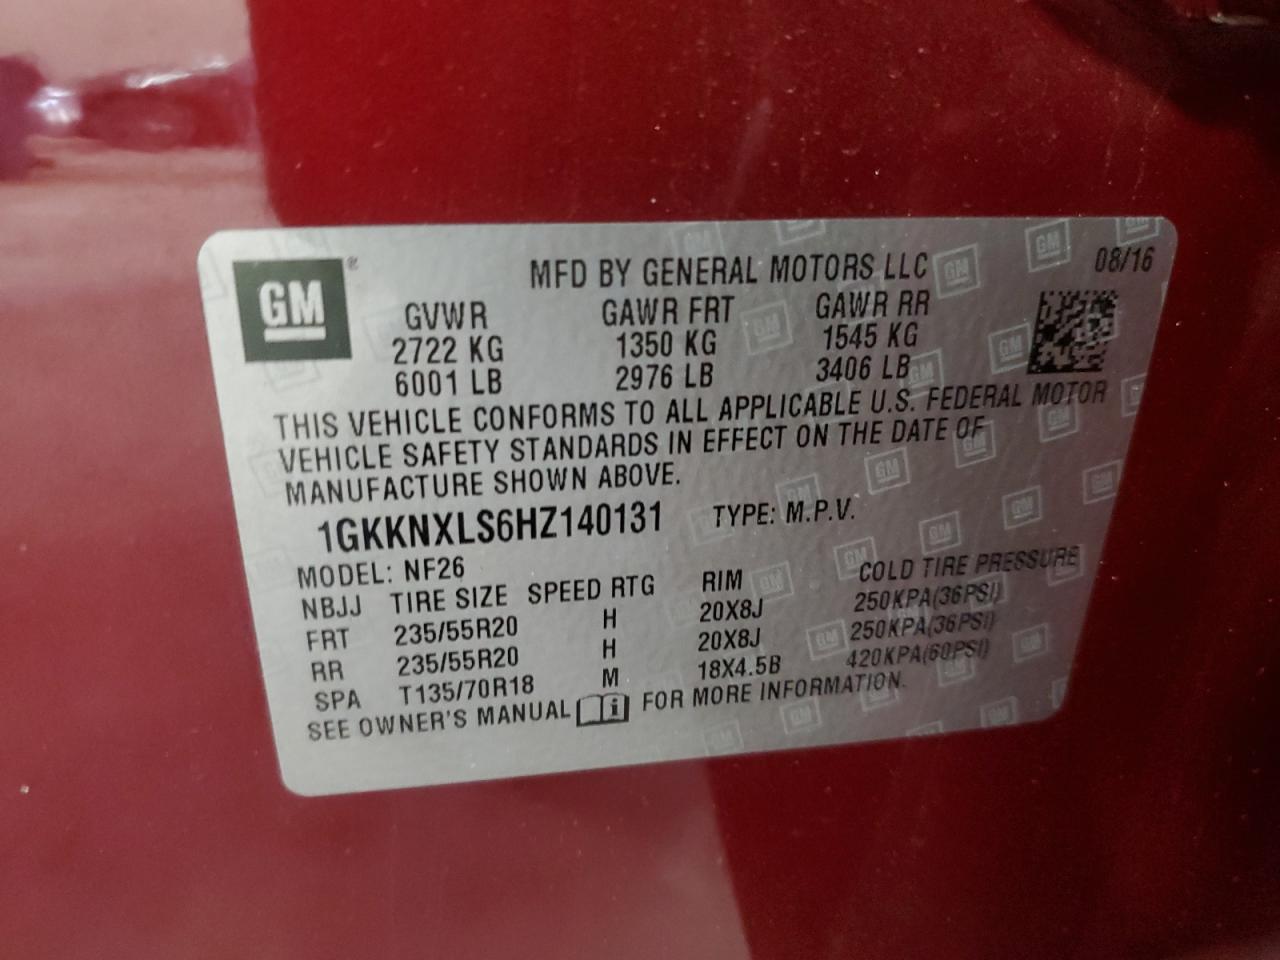 GM ® MFD BY GENERAL MOTORS LLC 08/16
GVWR GAWR FRT GAWR RR
2722 KG 1350 KG 1545 KG
6001 LB 2976 LB 3406 LB
THIS VEHICLE CONFORMS TO ALL APPLICABLE U.S. FEDERAL MOTOR
VEHICLE SAFETY STANDARDS IN EFFECT ON THE DATE OF
MANUFACTURE SHOWN ABOVE.
1GKKNXLS6HZ140131 TYPE: M.P.V.
MODEL: NF26
NBJJ TIRE SIZE SPEED RTG RIM COLD TIRE PRESSURE
FRT 235/55R20 H 20X8J 250KPA(36PSI)
RR 235/55R20 H 20X8J 250KPA(36PSI)
SPA T135/70R18 M 18X4.5B 420KPA(60PSI)
SEE OWNER'S MANUAL i FOR MORE INFORMATION.